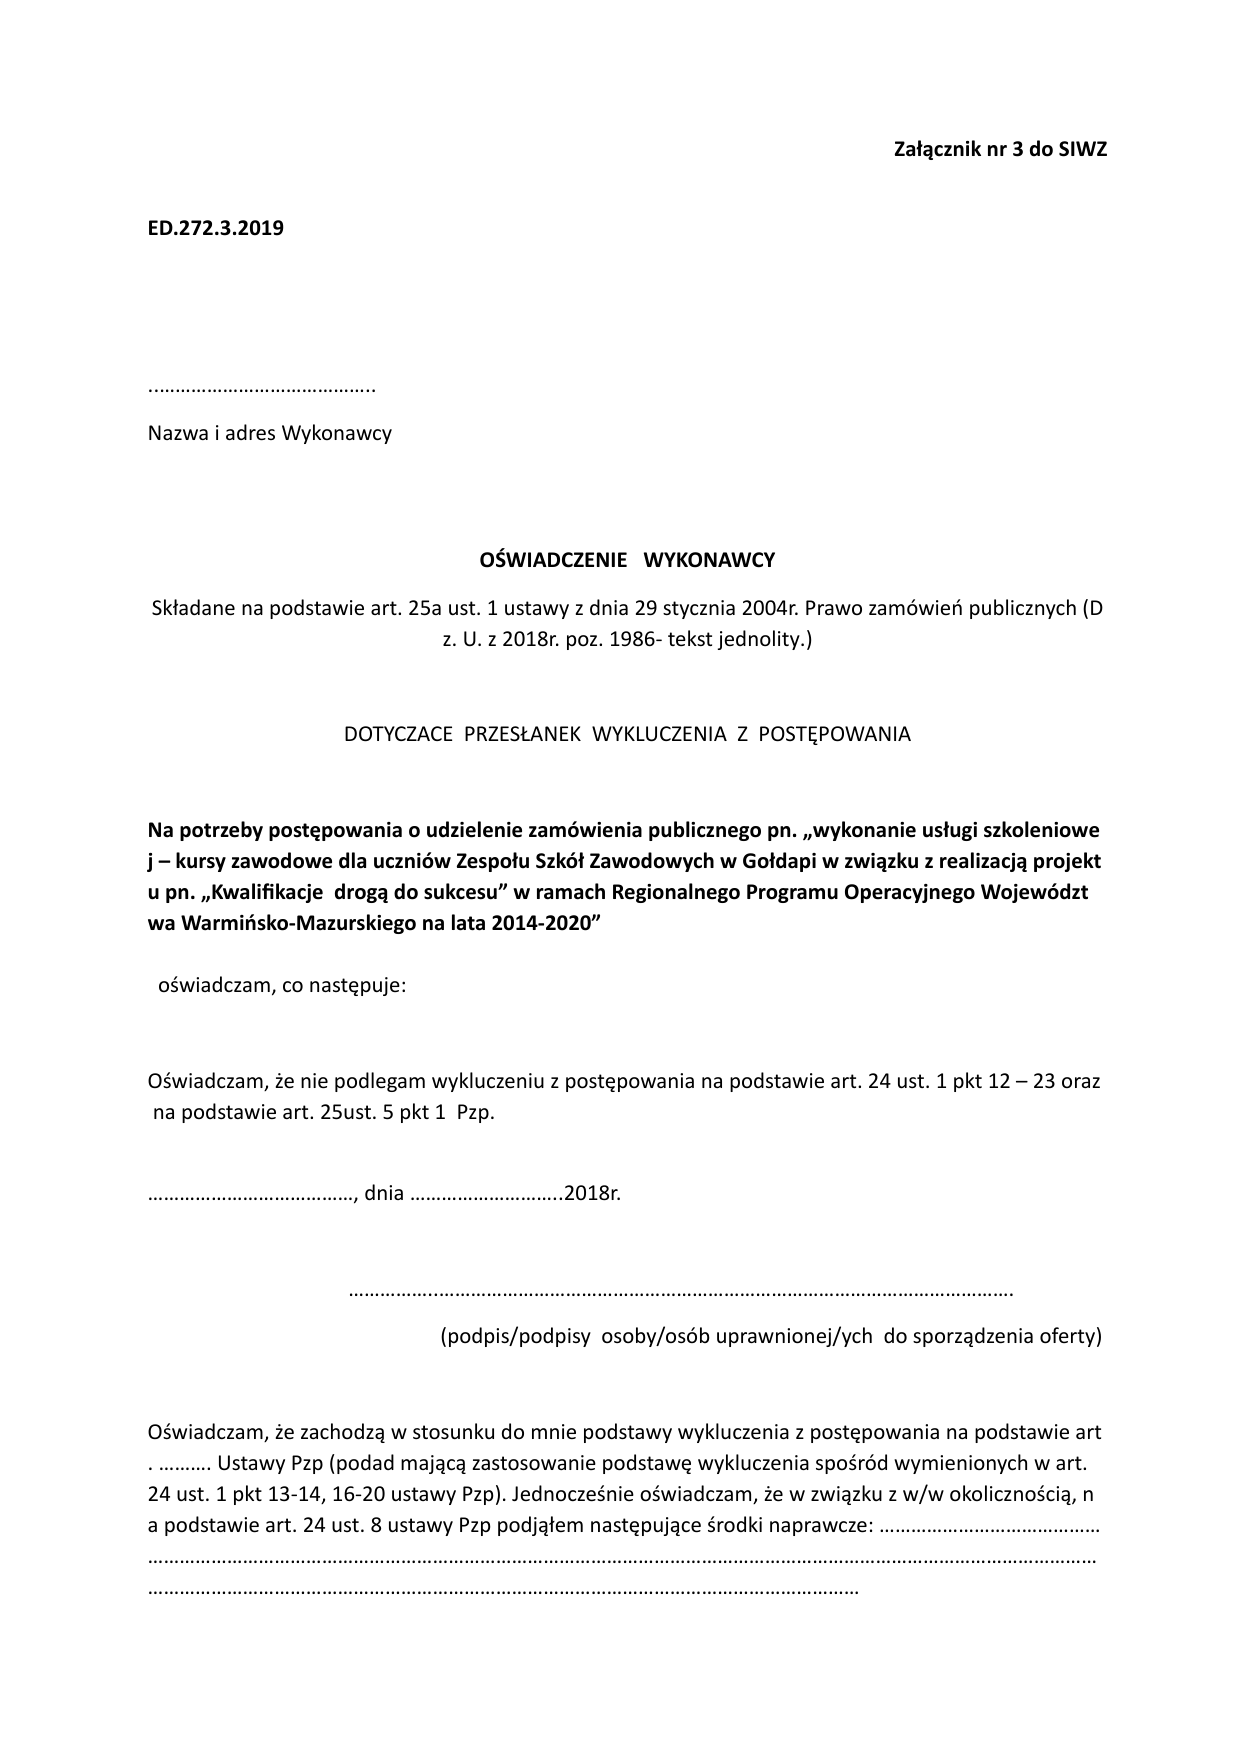 Załącznik nr 3 do SIWZ
ED.272.3.2019
..…………………………………..
Nazwa i adres Wykonawcy
OŚWIADCZENIE WYKONAWCY
Składane na podstawie art. 25a ust. 1 ustawy z dnia 29 stycznia 2004r. Prawo zamówień publicznych (D
z. U. z 2018r. poz. 1986- tekst jednolity.)
DOTYCZACE PRZESŁANEK WYKLUCZENIA Z POSTĘPOWANIA
Na potrzeby postępowania o udzielenie zamówienia publicznego pn. „wykonanie usługi szkoleniowe
j – kursy zawodowe dla uczniów Zespołu Szkół Zawodowych w Gołdapi w związku z realizacją projekt
u pn. „Kwalifikacje drogą do sukcesu” w ramach Regionalnego Programu Operacyjnego Województ
wa Warmińsko-Mazurskiego na lata 2014-2020”
oświadczam, co następuje:
Oświadczam, że nie podlegam wykluczeniu z postępowania na podstawie art. 24 ust. 1 pkt 12 – 23 oraz
na podstawie art. 25ust. 5 pkt 1 Pzp.
…………………………………, dnia ………………………..2018r.
……………..……………………………………………………………………………………………….
(podpis/podpisy osoby/osób uprawnionej/ych do sporządzenia oferty)
Oświadczam, że zachodzą w stosunku do mnie podstawy wykluczenia z postępowania na podstawie art
. ………. Ustawy Pzp (podad mającą zastosowanie podstawę wykluczenia spośród wymienionych w art.
24 ust. 1 pkt 13-14, 16-20 ustawy Pzp). Jednocześnie oświadczam, że w związku z w/w okolicznością, n
a podstawie art. 24 ust. 8 ustawy Pzp podjąłem następujące środki naprawcze: ……………………………………
………………………………………………………………………………………………………………………………………………………………
………………………………………………………………………………………………………………………